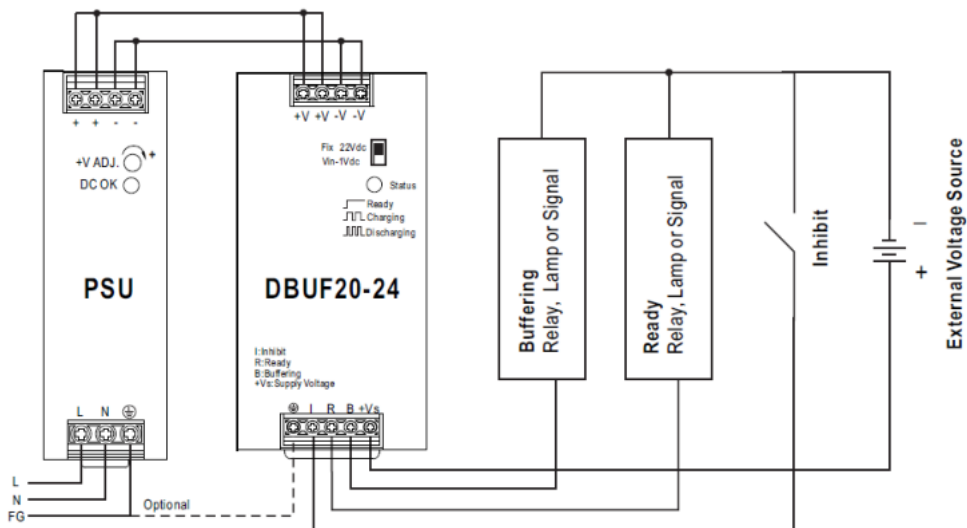 + + - -
+V ADJ. +
DC OK
PSU
L N
L
N
FG
Optional
+V +V -V -V
Fix 22Vdc
Vin-1Vdc
Status
Ready
Charging
Discharging
DBUF20-24
I:Inhibit
R:Ready
B:Buffering
+Vs:Supply Voltage
I R B +Vs
Buffering
Relay, Lamp or Signal
Ready
Relay, Lamp or Signal
Inhibit
−
+
External Voltage Source